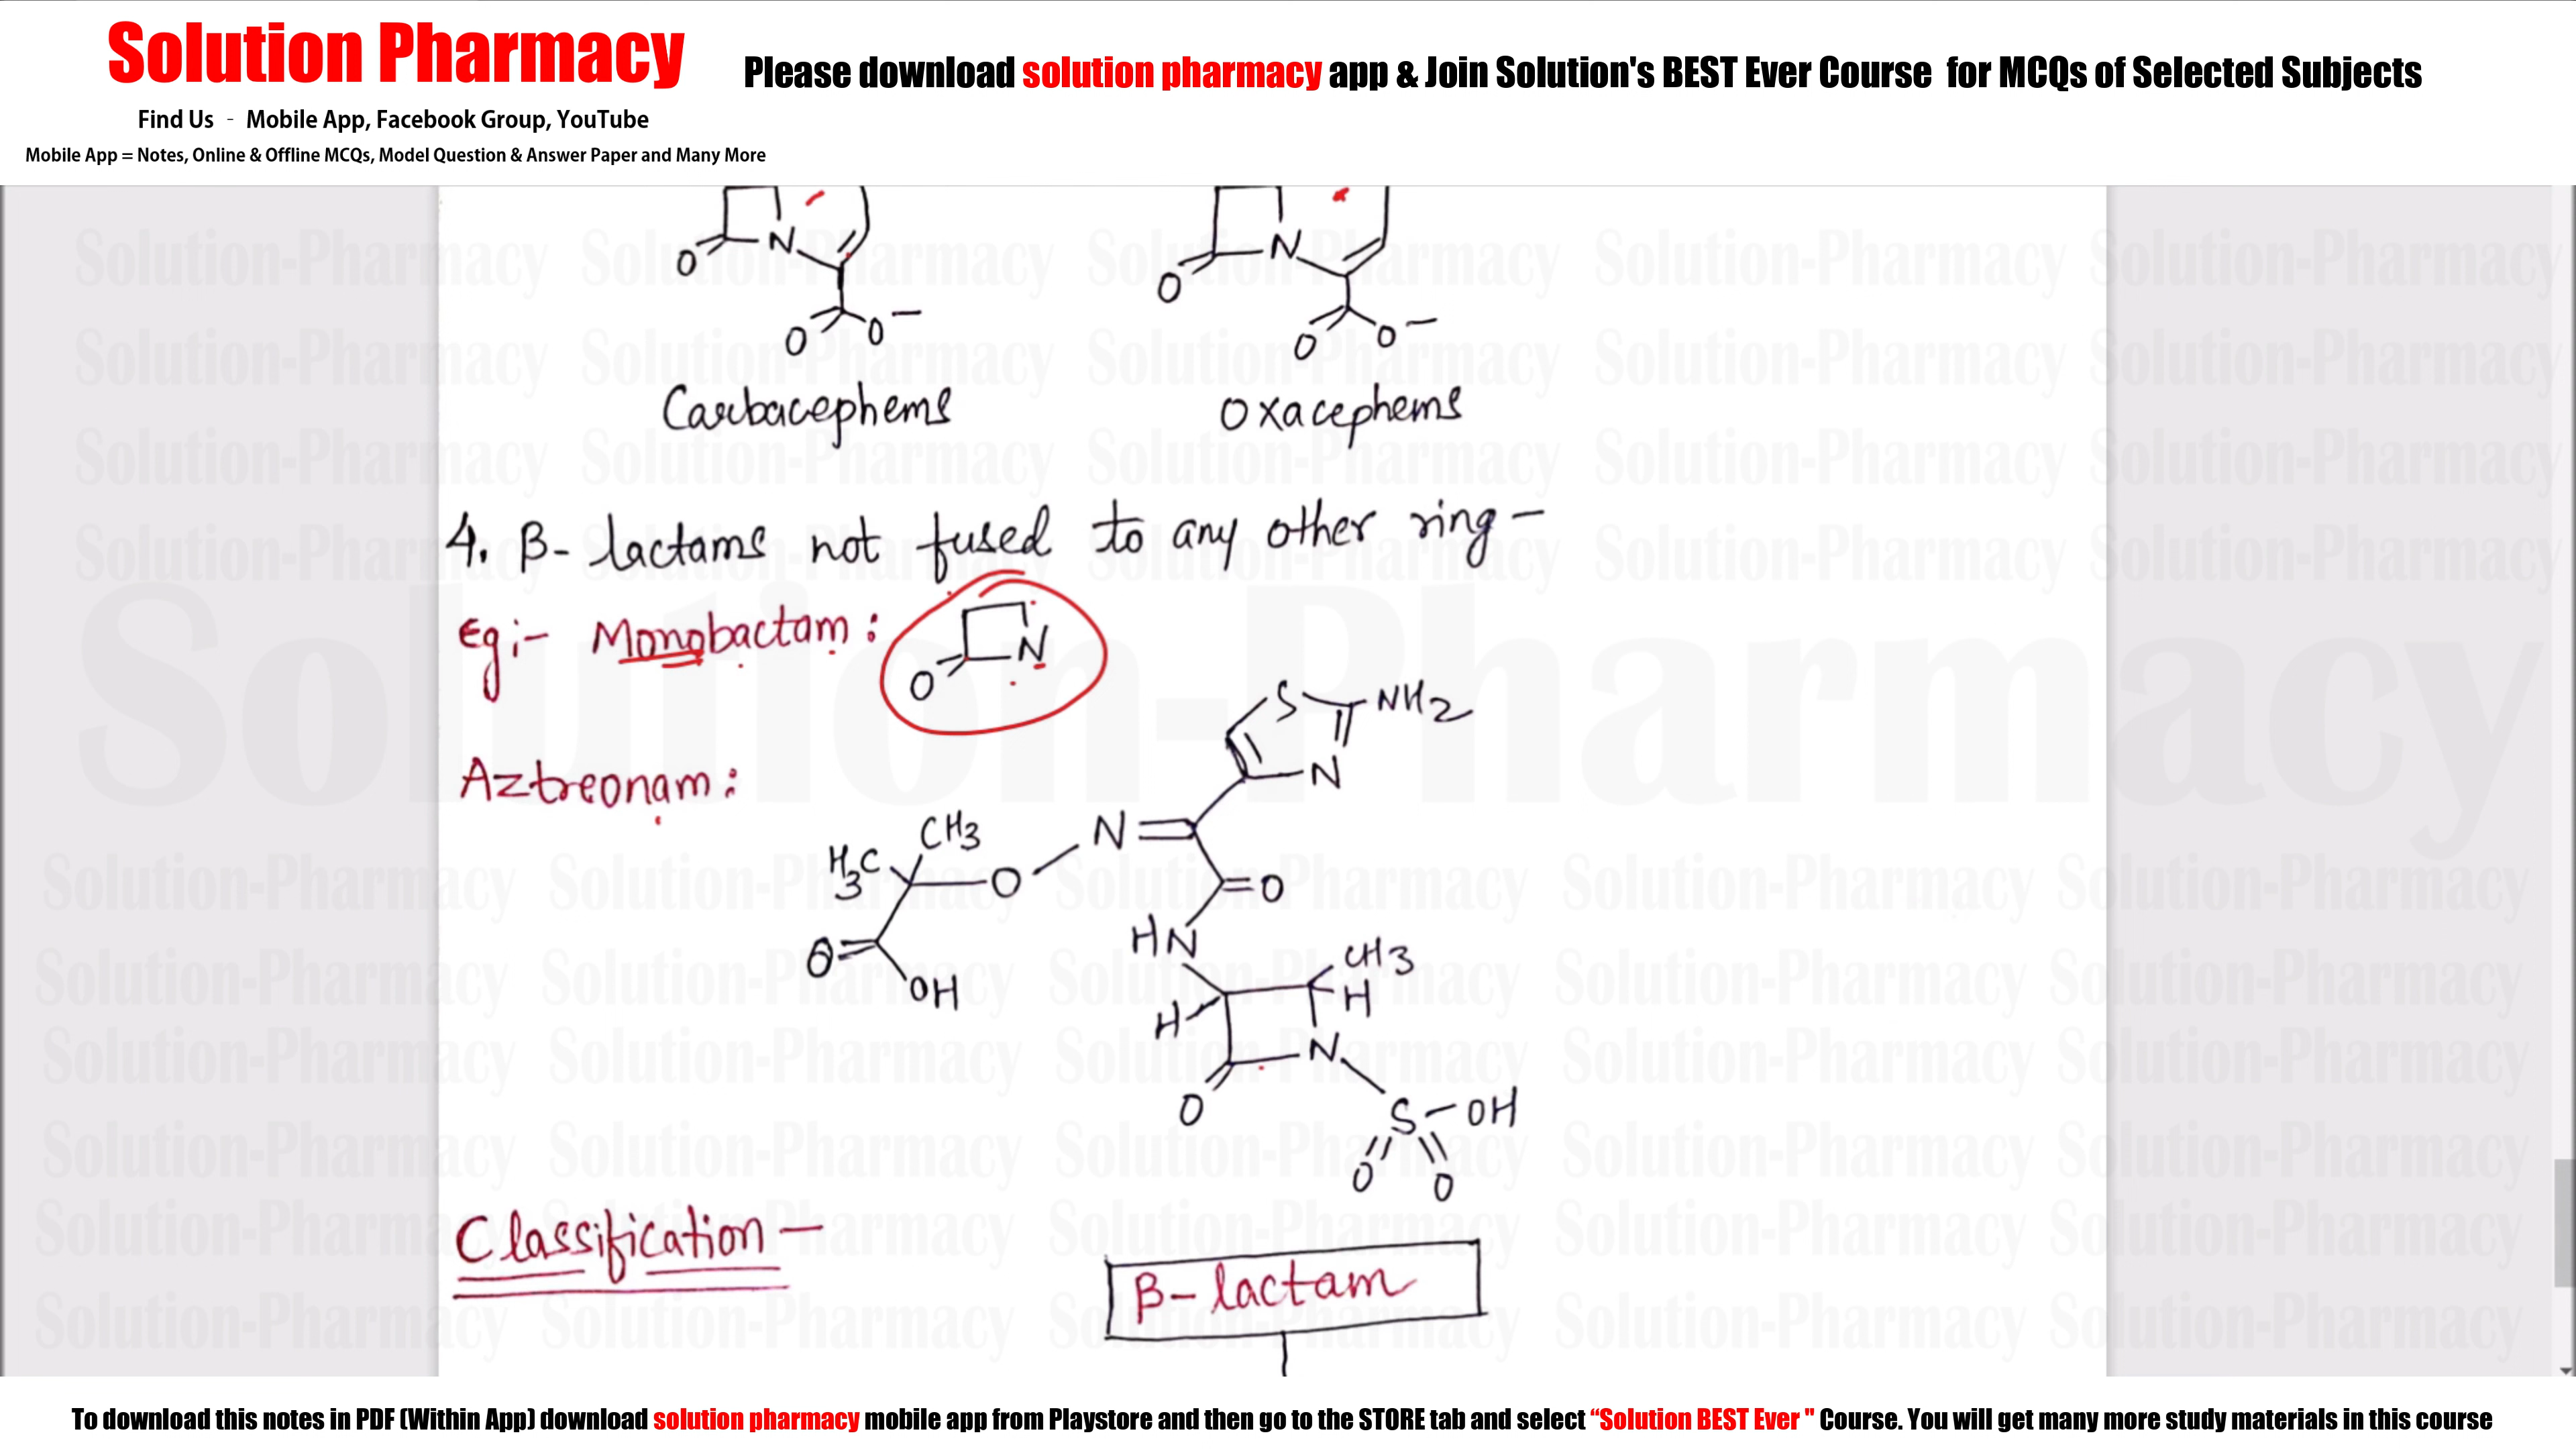 Solution Pharmacy
Please download solution pharmacy app & Join Solution's BEST Ever Course for MCQs of Selected Subjects
Find Us - Mobile App, Facebook Group, YouTube
Mobile App = Notes, Online & Offline MCQs, Model Question & Answer Paper and Many More
N N
O O
O O- O O-
Carbacephems Oxacephems
4. β- lactams not fused to any other ring -
Eg:- Monobactam:
N
O
S NH2
N
Aztreonam:
CH3 N
H3C O
O
HN
O OH CH3
H H
N
O S-OH
O O
Classification -
β- lactam
Solution-Pharmacy
To download this notes in PDF (Within App) download solution pharmacy mobile app from Playstore and then go to the STORE tab and select “Solution BEST Ever " Course. You will get many more study materials in this course